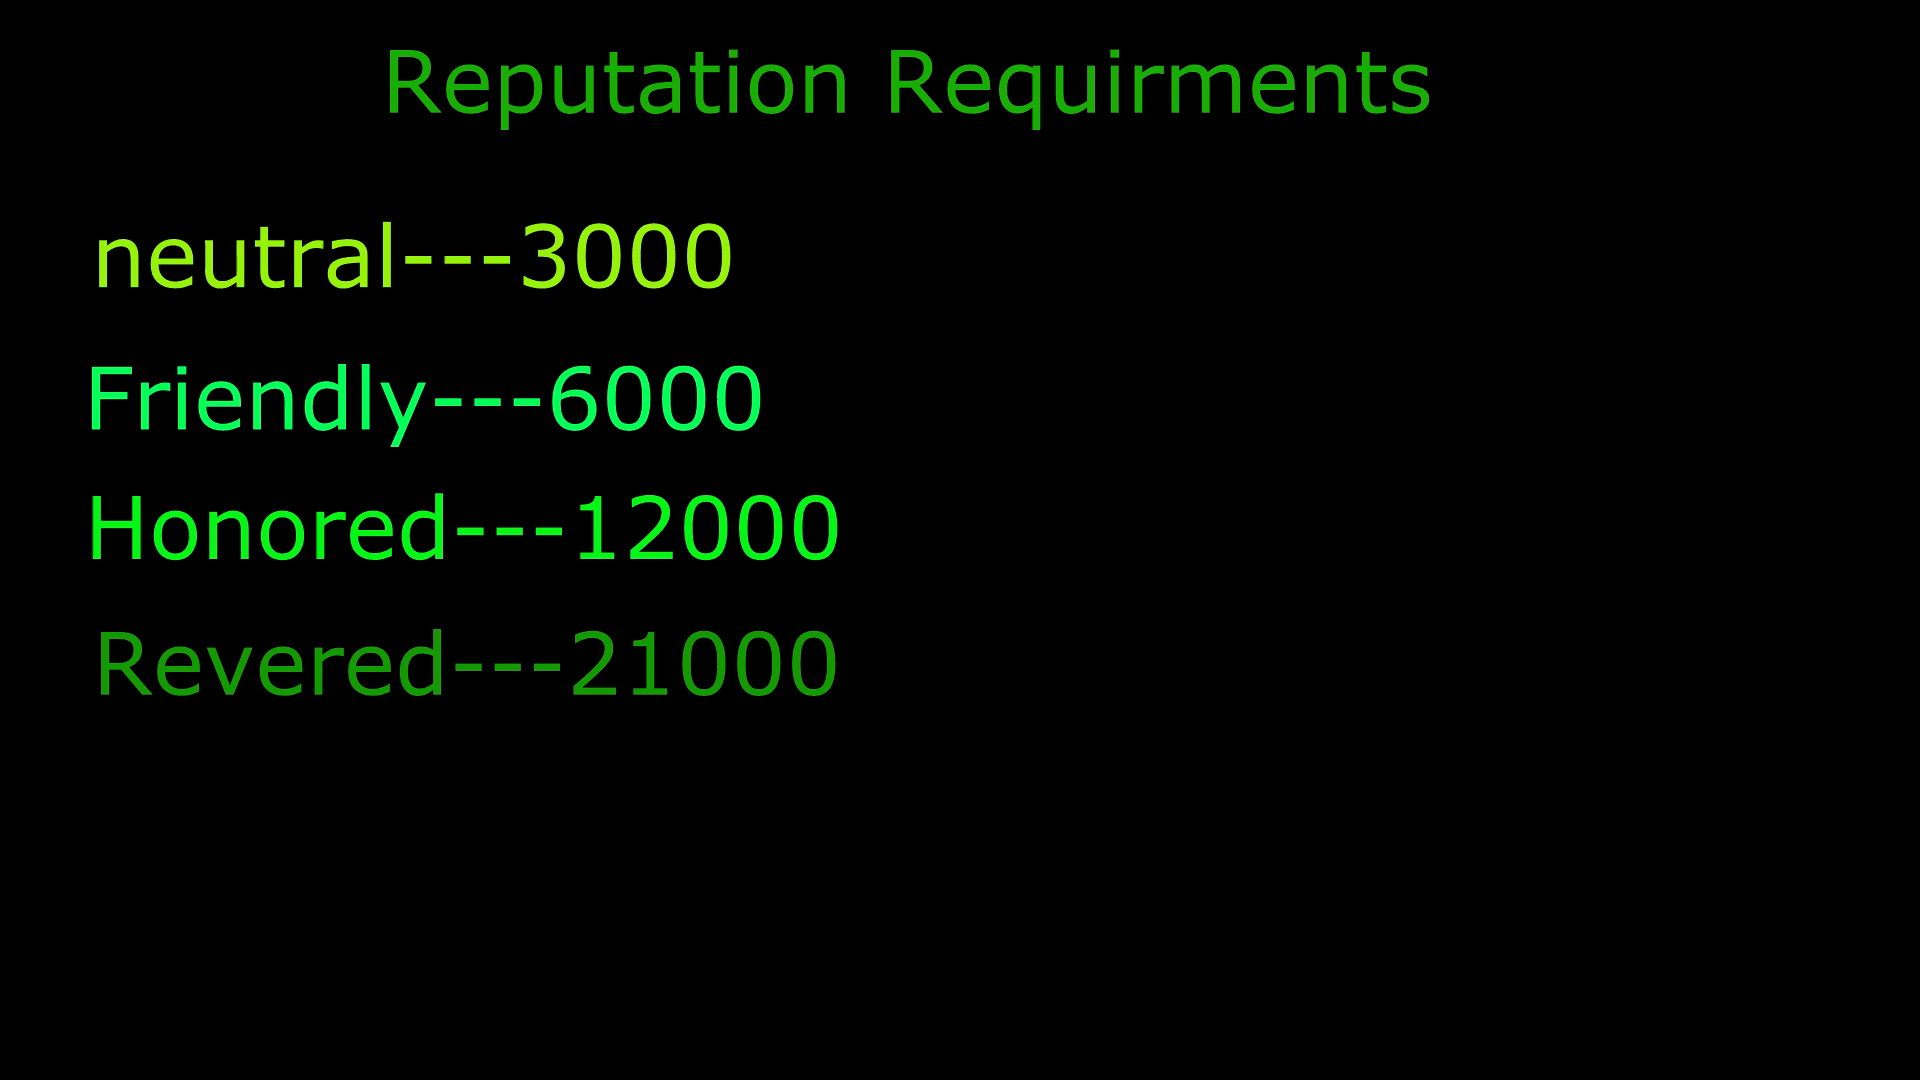 Reputation Requirments
neutral---3000
Friendly---6000
Honored---12000
Revered---21000